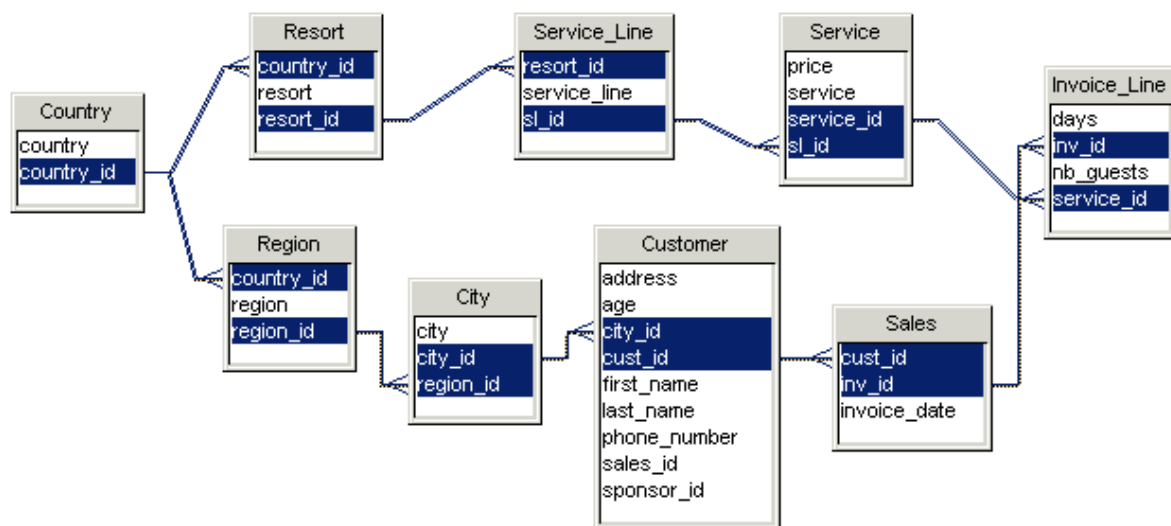 Resort
country_id
resort
resort_id
Service_Line
resort_id
service_line
sl_id
Service
price
service
service_id
sl_id
Invoice_Line
days
inv_id
nb_guests
service_id
Country
country
country_id
Region
country_id
region
region_id
City
city
city_id
region_id
Customer
address
age
city_id
cust_id
first_name
last_name
phone_number
sales_id
sponsor_id
Sales
cust_id
inv_id
invoice_date